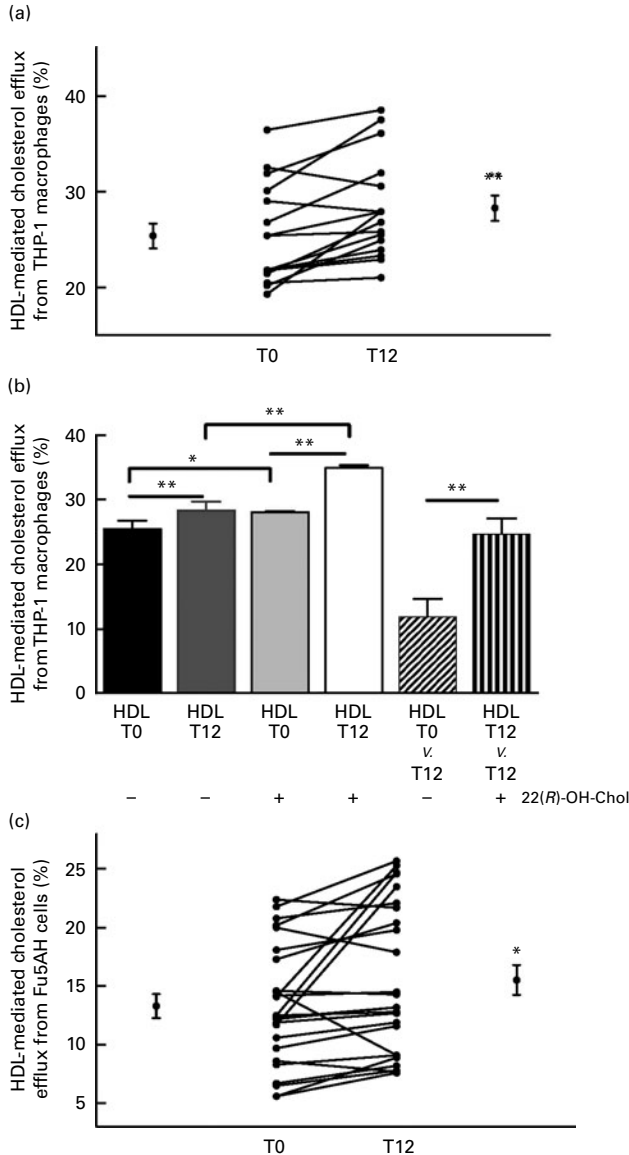 (a)
HDL-mediated cholesterol efflux
from THP-1 macrophages (%)
40
30
20
**
T0 T12
(b)
HDL-mediated cholesterol efflux
from THP-1 macrophages (%)
40
30
20
10
0
**
*
**
**
**
HDL HDL HDL HDL HDL HDL
T0 T12 T0 T12 T0 T12
v. v.
T12 T12
– – + + – + 22(R)-OH-Chol
(c)
HDL-mediated cholesterol
efflux from Fu5AH cells (%)
25
20
15
10
5
*
T0 T12